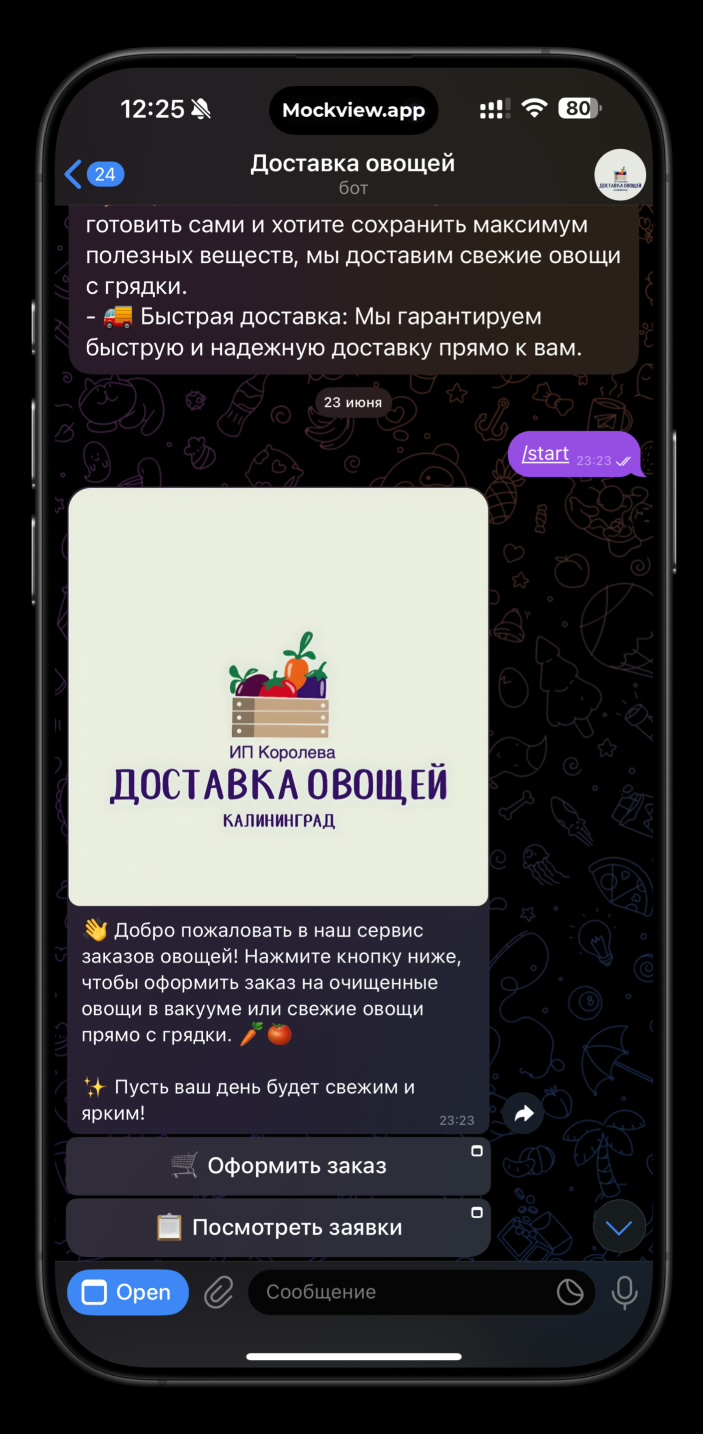 12:25
Mockview.app
80
24
Доставка овощей
бот
ДОСТАВКА ОВОЩЕЙ
готовить сами и хотите сохранить максимум
полезных веществ, мы доставим свежие овощи
с грядки.
- 🚚 Быстрая доставка: Мы гарантируем
быструю и надежную доставку прямо к вам.
23 июня
/start 23:23
ИП Королева
ДОСТАВКА ОВОЩЕЙ
КАЛИНИНГРАД
👋 Добро пожаловать в наш сервис
заказов овощей! Нажмите кнопку ниже,
чтобы оформить заказ на очищенные
овощи в вакууме или свежие овощи
прямо с грядки. 🥕🍅
✨ Пусть ваш день будет свежим и
ярким!
23:23
🛒 Оформить заказ
📋 Посмотреть заявки
Open
Сообщение